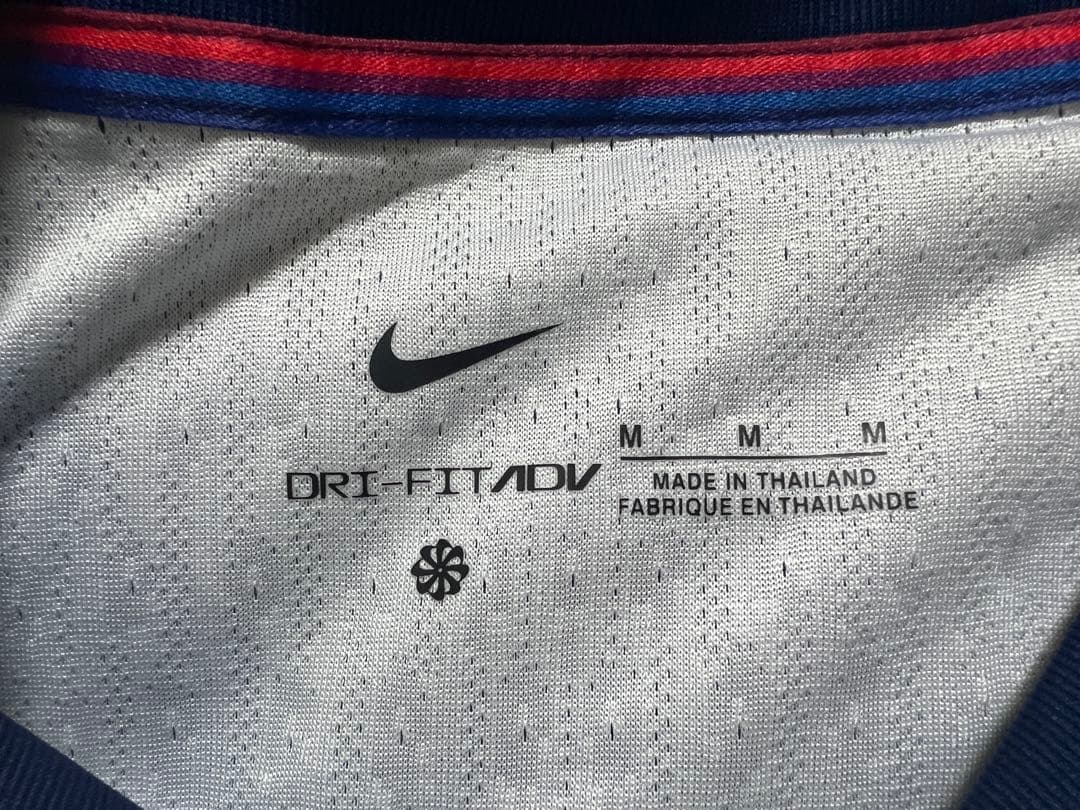 DRI-FIT ADV
M M M
MADE IN THAILAND
FABRIQUE EN THAILANDE